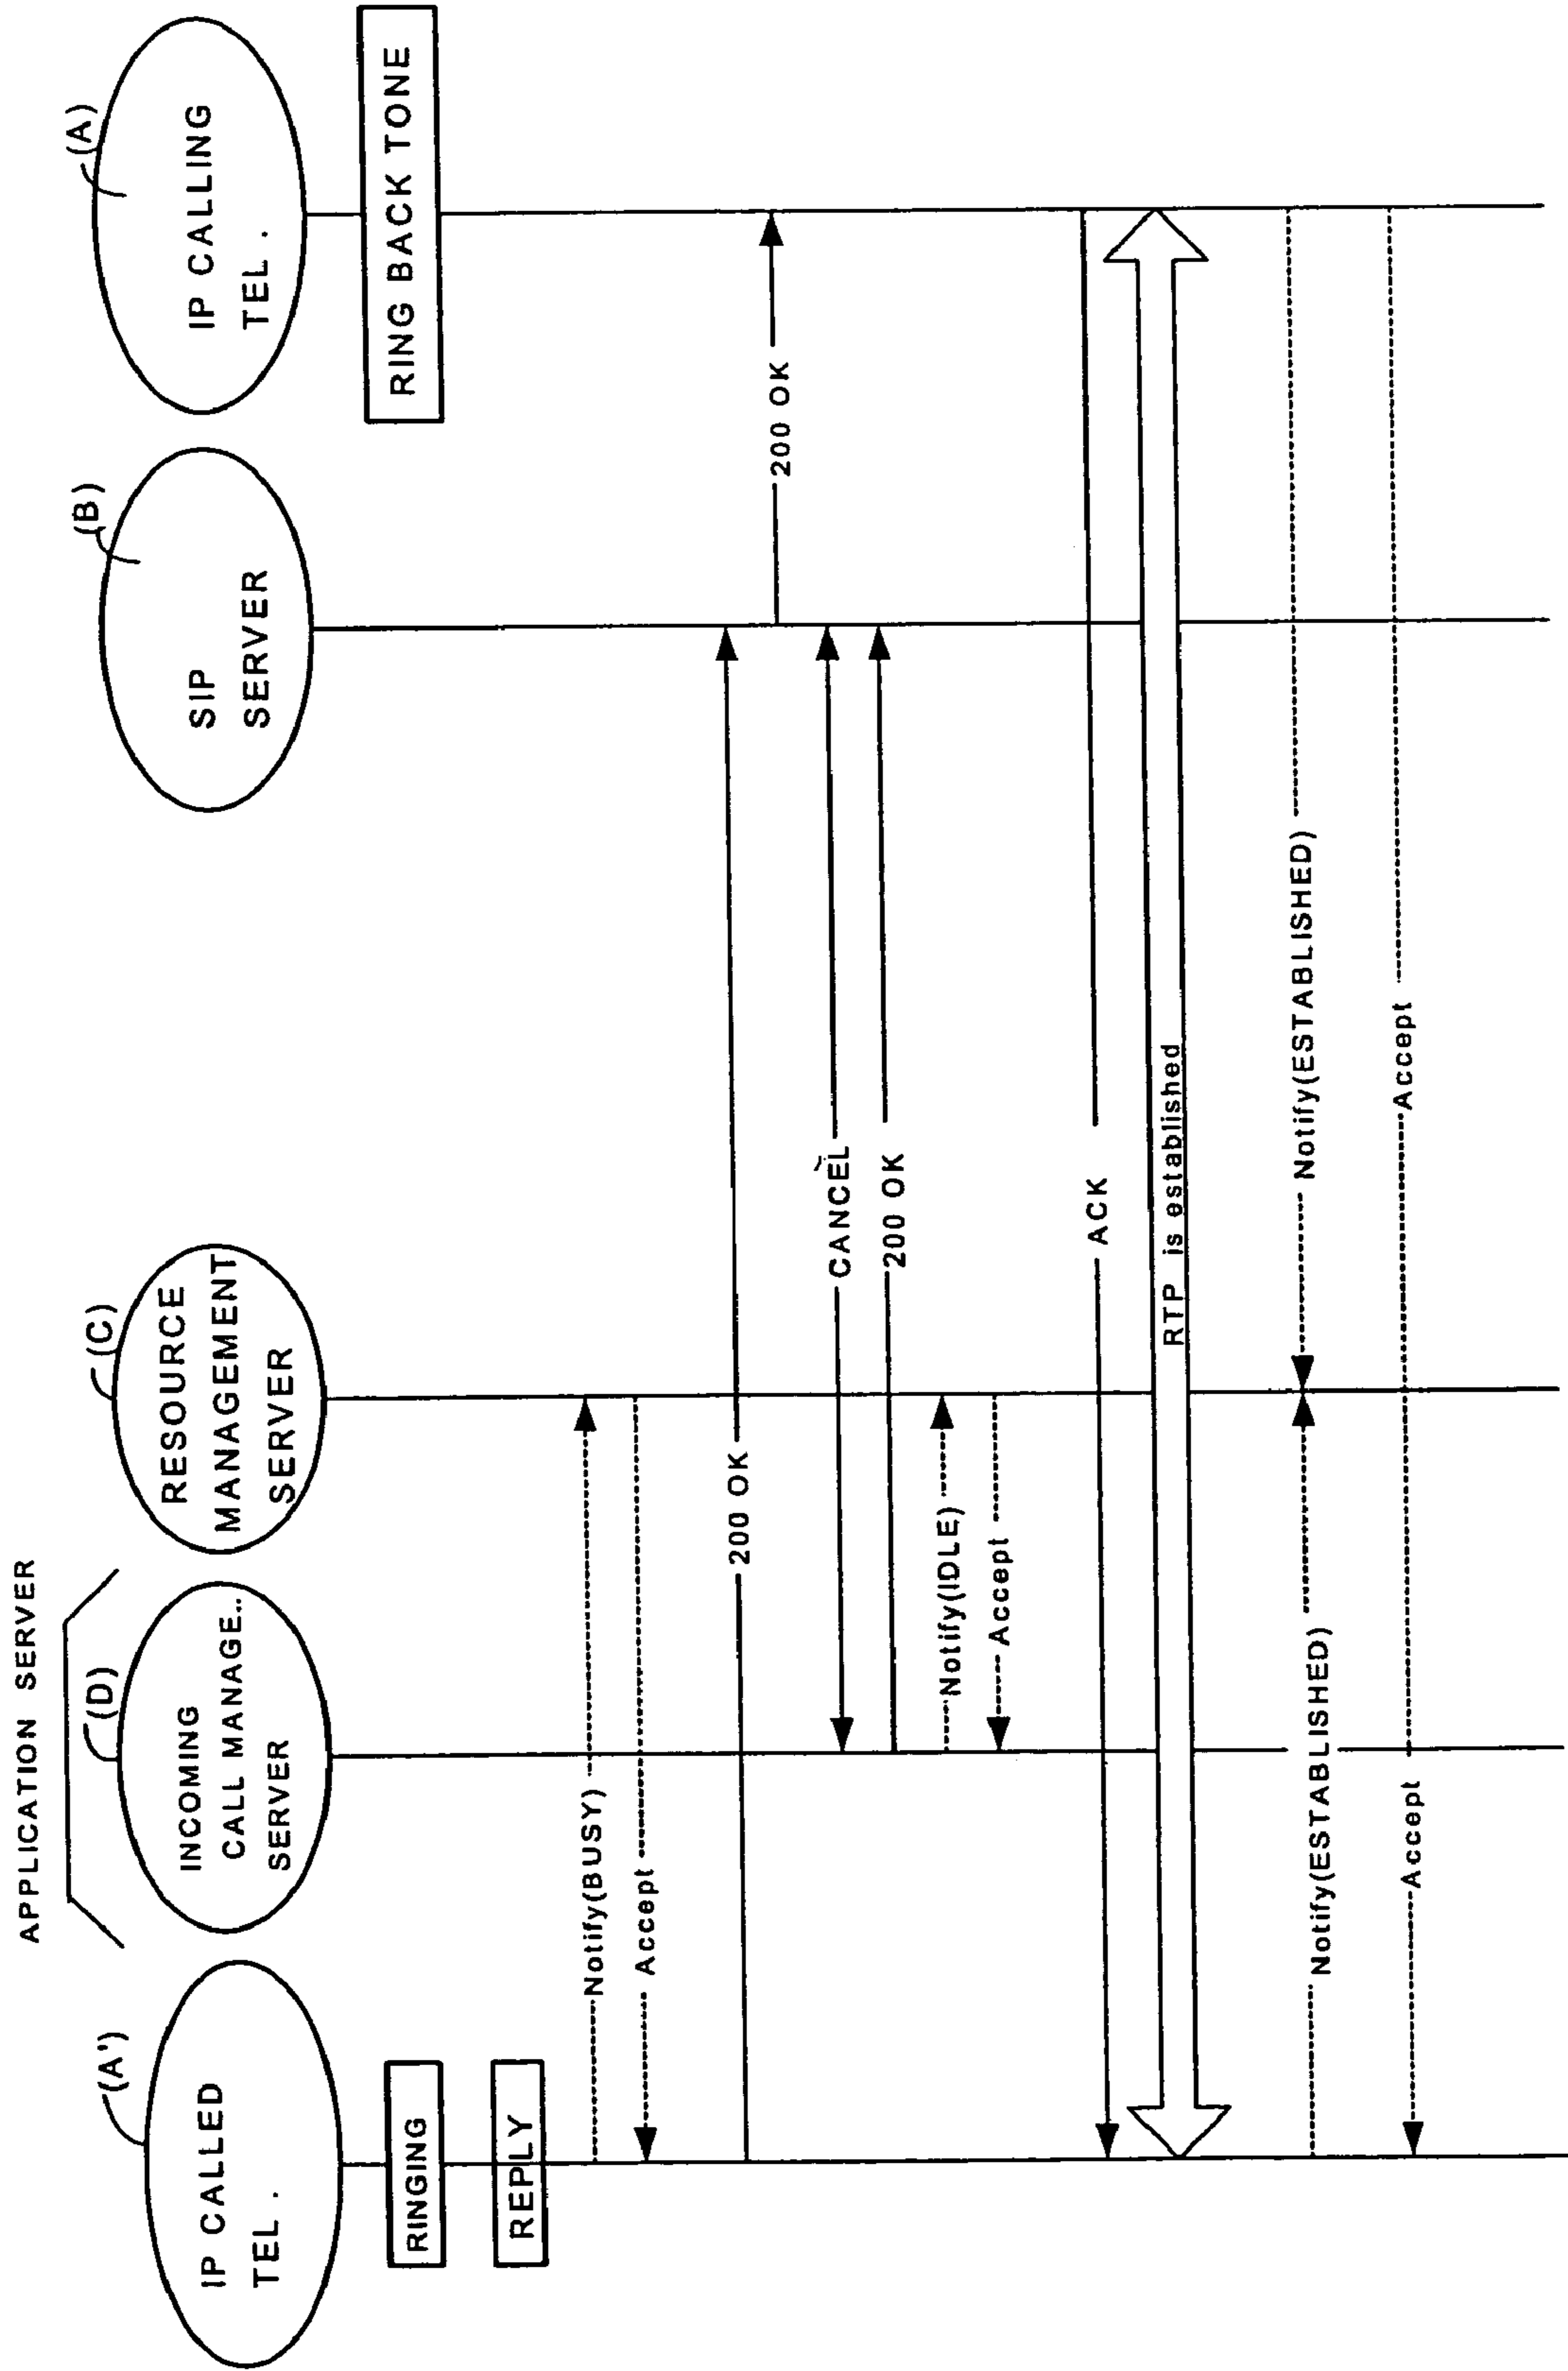 APPLICATION SERVER
(A')
(D)
(C)
(B)
(A)
IP CALLED
TEL.
INCOMING
CALL MANAGE..
SERVER
RESOURCE
MANAGEMENT
SERVER
SIP
SERVER
IP CALLING
TEL.
RINGING
RING BACK TONE
REPLY
Notify(BUSY)
Accept
200 OK
200 OK
CANCEL
200 OK
Notify(IDLE)
Accept
ACK
RTP is established
Notify(ESTABLISHED)
Notify(ESTABLISHED)
Accept
Accept